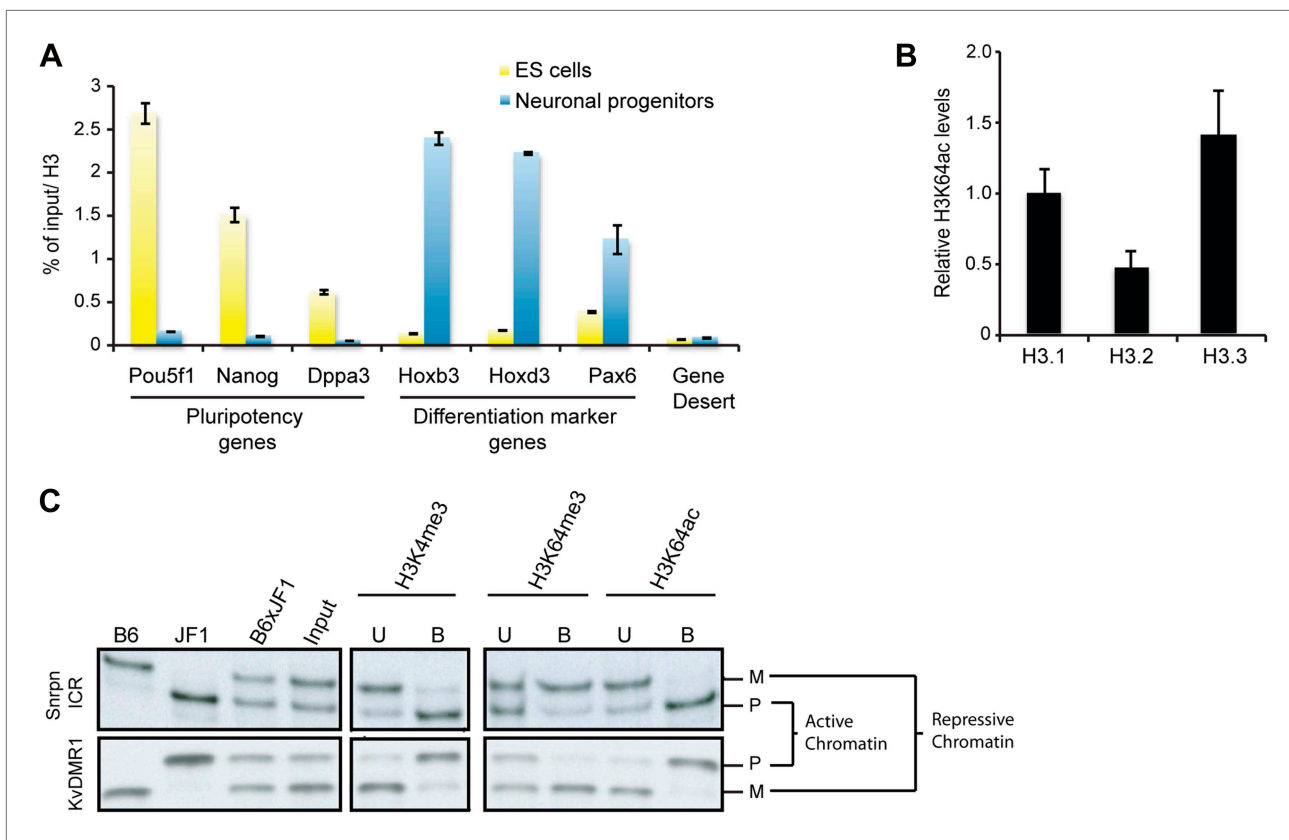 A
ES cells
Neuronal progenitors
% of input/ H3
3
2.5
2
1.5
1
0.5
0
Pou5f1 Nanog Dppa3 Hoxb3 Hoxd3 Pax6 Gene Desert
Pluripotency genes
Differentiation marker genes
B
Relative H3K64ac levels
2.0
1.5
1.0
0.5
0
H3.1 H3.2 H3.3
C
H3K4me3 H3K64me3 H3K64ac
B6 JF1 B6xJF1 Input U B U B U B
Snrpn ICR
M
P
KvDMR1
P
M
Active Chromatin
Repressive Chromatin